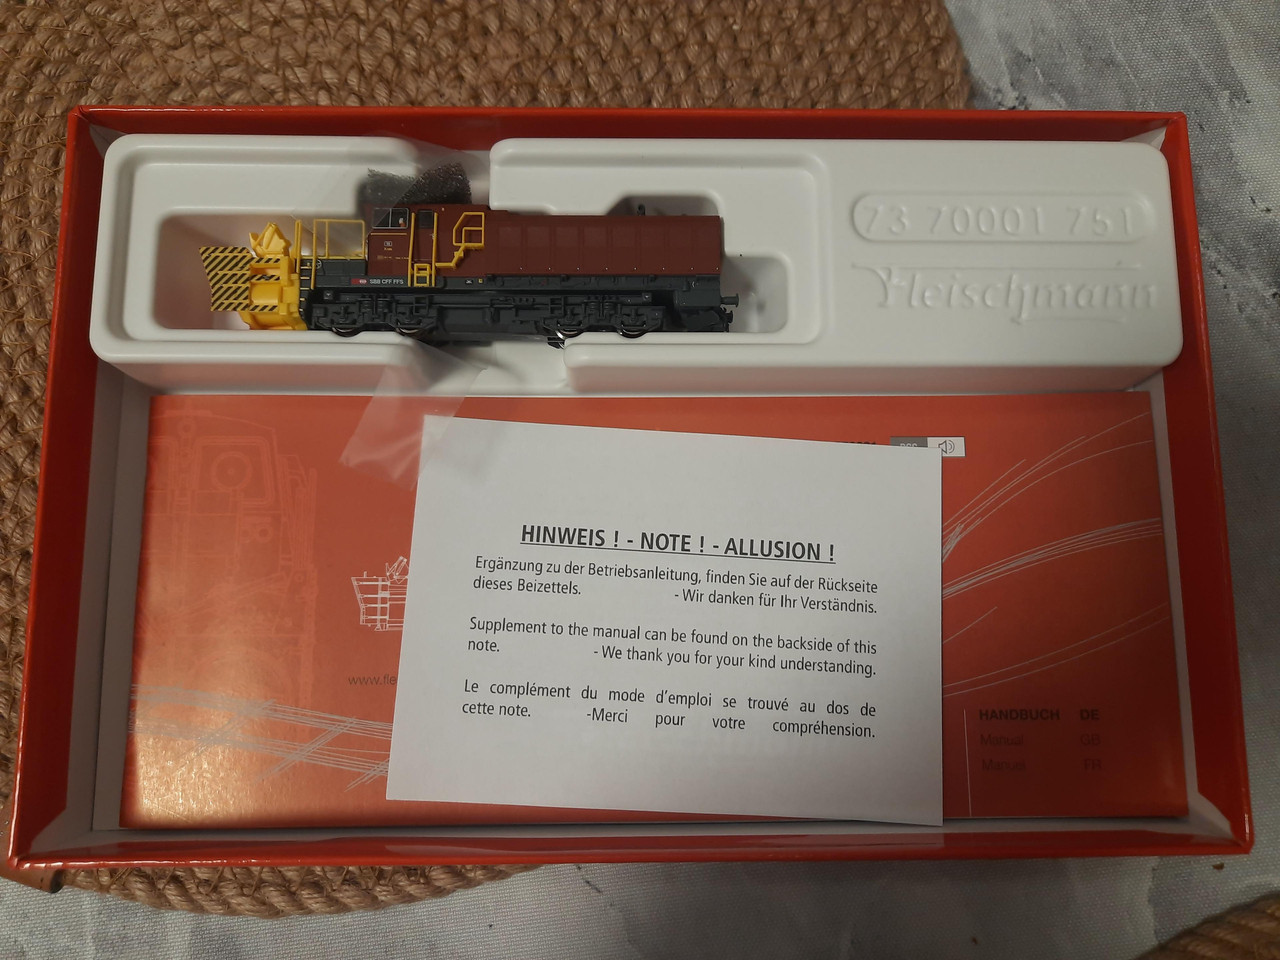 73 70001 751
Fleischmann
SBB CFF FFS
HINWEIS ! - NOTE ! - ALLUSION !
Ergänzung zu der Betriebsanleitung, finden Sie auf der Rückseite
dieses Beizettels. - Wir danken für Ihr Verständnis.
Supplement to the manual can be found on the backside of this
note. - We thank you for your kind understanding.
Le complément du mode d'emploi se trouvé au dos de
cette note. -Merci pour votre compréhension.
www.fle
HANDBUCH DE
Manual GB
Manuel FR